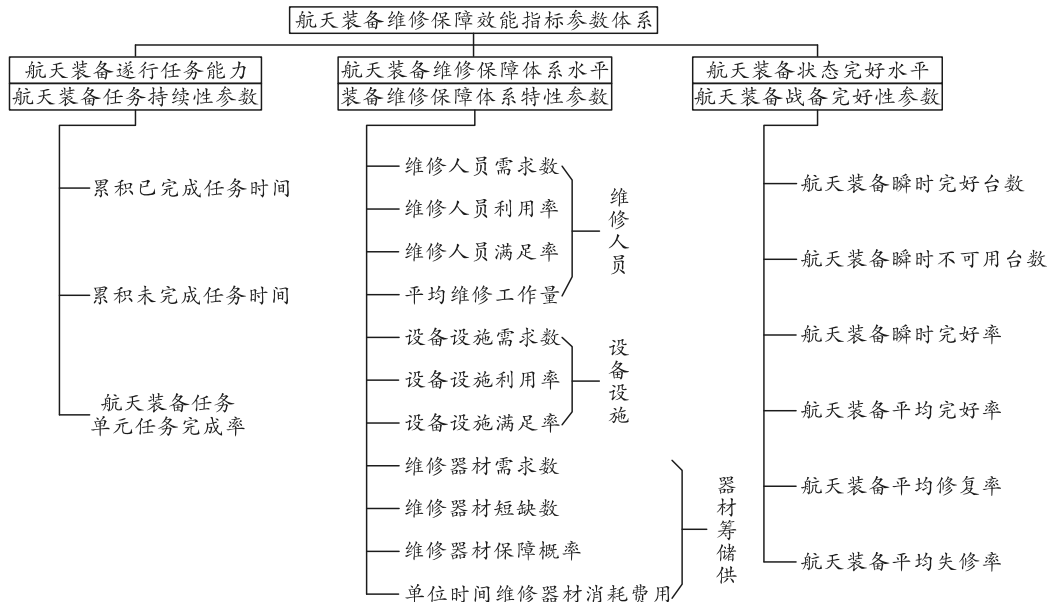 航天装备维修保障效能指标参数体系
航天装备遂行任务能力
航天装备任务持续性参数
累积已完成任务时间
累积未完成任务时间
航天装备任务
单元任务完成率
航天装备维修保障体系水平
装备维修保障体系特性参数
维修人员需求数
维修人员利用率
维修人员满足率
平均维修工作量
维修人员
设备设施需求数
设备设施利用率
设备设施满足率
设备设施
维修器材需求数
维修器材短缺数
维修器材保障概率
单位时间维修器材消耗费用
器材筹储供
航天装备状态完好水平
航天装备战备完好性参数
航天装备瞬时完好台数
航天装备瞬时不可用台数
航天装备瞬时完好率
航天装备平均完好率
航天装备平均修复率
航天装备平均失修率